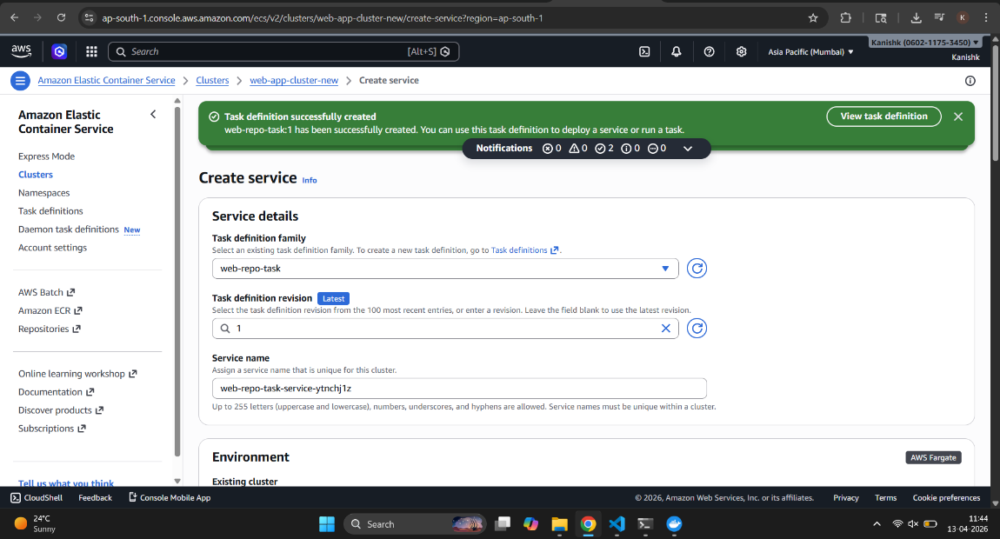 ap-south-1.console.aws.amazon.com/ecs/v2/clusters/web-app-cluster-new/create-service?region=ap-south-1
K
aws
Search
[Alt+S]
Asia Pacific (Mumbai)
Kanishk (0602-1175-3450)
Kanishk
Amazon Elastic Container Service
Clusters
web-app-cluster-new
Create service
Amazon Elastic
Container Service
Express Mode
Clusters
Namespaces
Task definitions
Daemon task definitions New
Account settings
AWS Batch
Amazon ECR
Repositories
Online learning workshop
Documentation
Discover products
Subscriptions
Tell us what you think
Task definition successfully created
web-repo-task:1 has been successfully created. You can use this task definition to deploy a service or run a task.
View task definition
Notifications 0 0 2 0 0
Create service Info
Service details
Task definition family
Select an existing task definition family. To create a new task definition, go to Task definitions.
web-repo-task
Task definition revision Latest
Select the task definition revision from the 100 most recent entries, or enter a revision. Leave the field blank to use the latest revision.
1
Service name
Assign a service name that is unique for this cluster.
web-repo-task-service-ytnchj1z
Up to 255 letters (uppercase and lowercase), numbers, underscores, and hyphens are allowed. Service names must be unique within a cluster.
Environment
AWS Fargate
Existing cluster
CloudShell
Feedback
Console Mobile App
© 2026, Amazon Web Services, Inc. or its affiliates.
Privacy
Terms
Cookie preferences
24°C
Sunny
Search
11:44
13-04-2026